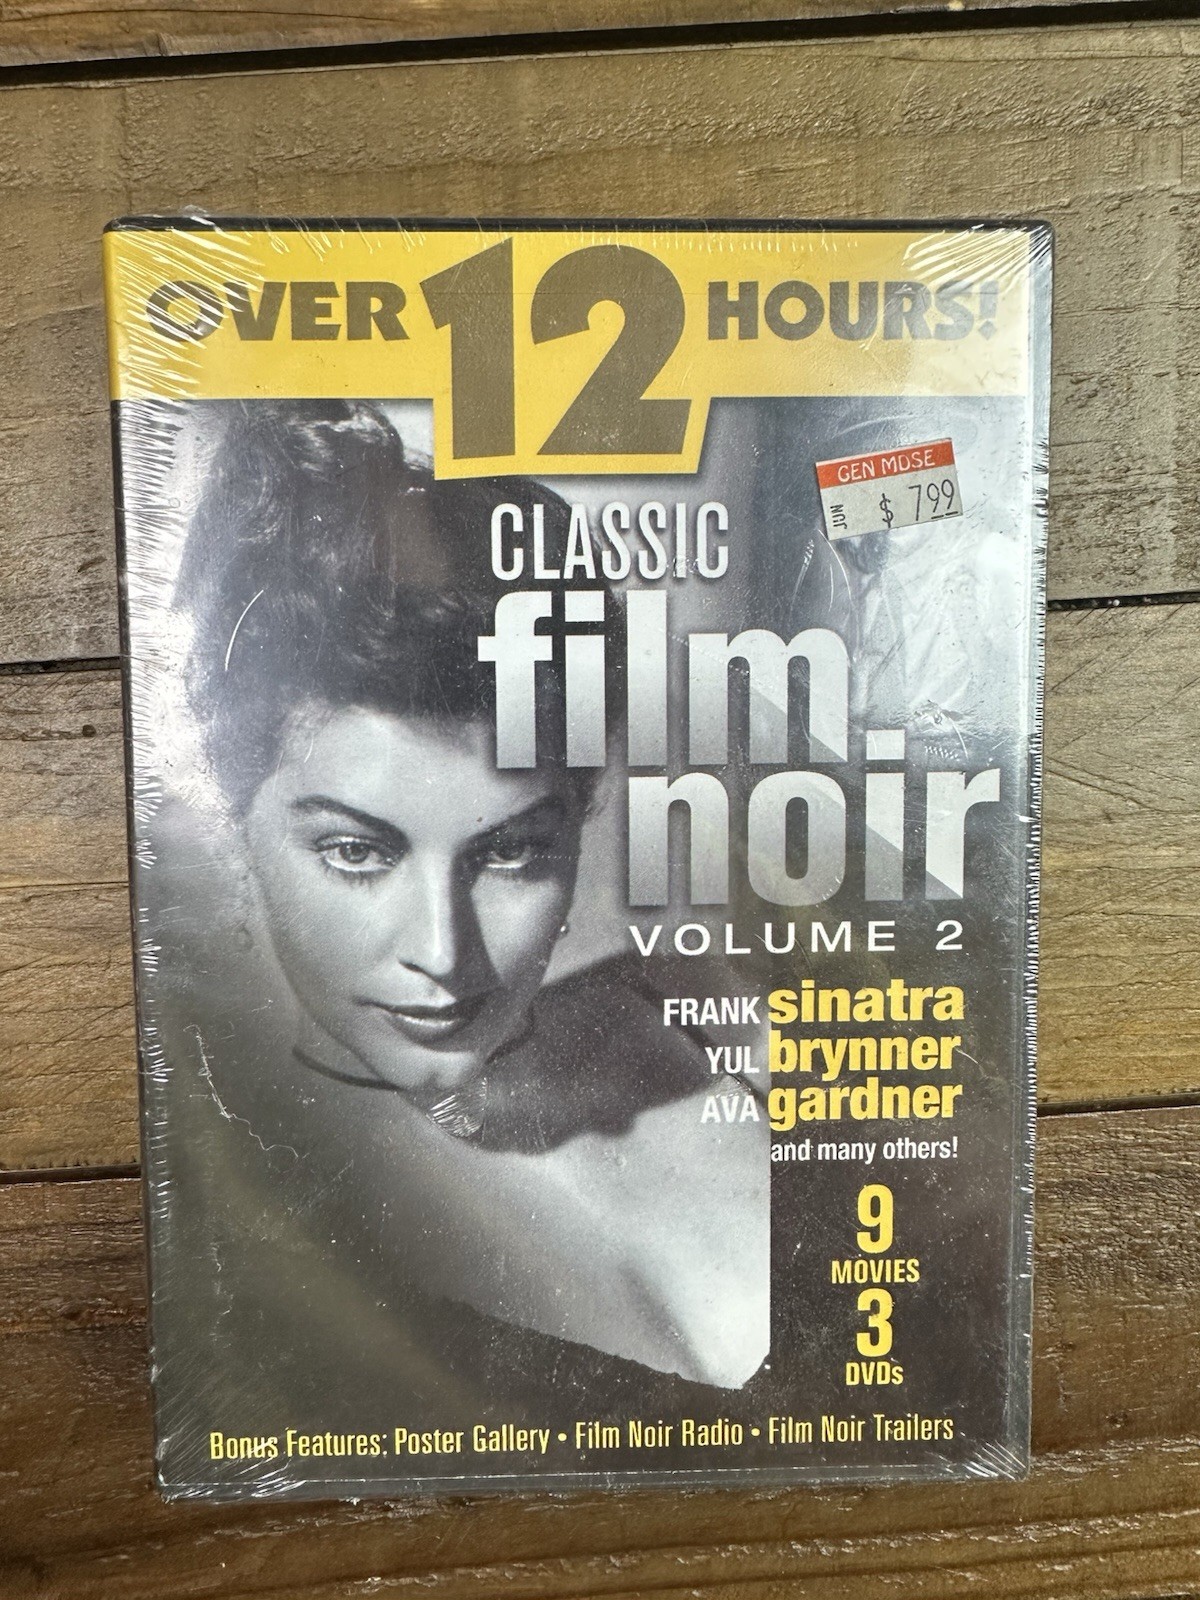 OVER 12 HOURS!
GEN MDSE
JUN $ 7.99
CLASSIC
film
noir
VOLUME 2
FRANK sinatra
YUL brynner
AVA gardner
and many others!
9
MOVIES
3
DVDs
Bonus Features: Poster Gallery • Film Noir Radio • Film Noir Trailers